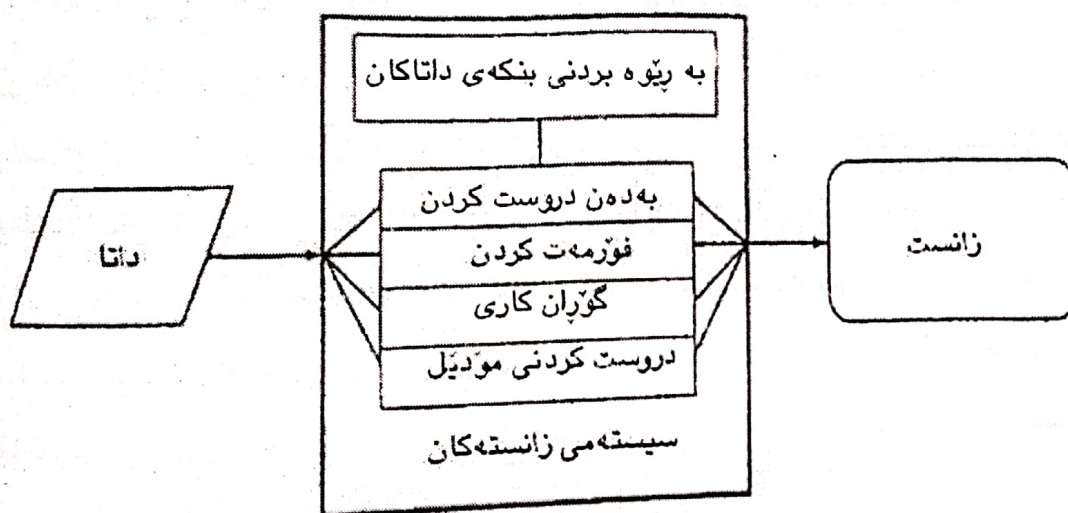 به ڕێوه بردنی بنکەی داتاکان
بەدەن دروست کردن
فۆرمەت کردن
گۆڕان کاری
دروست کردنی مۆدێل
سیستەمی زانستەکان
داتا
زانست